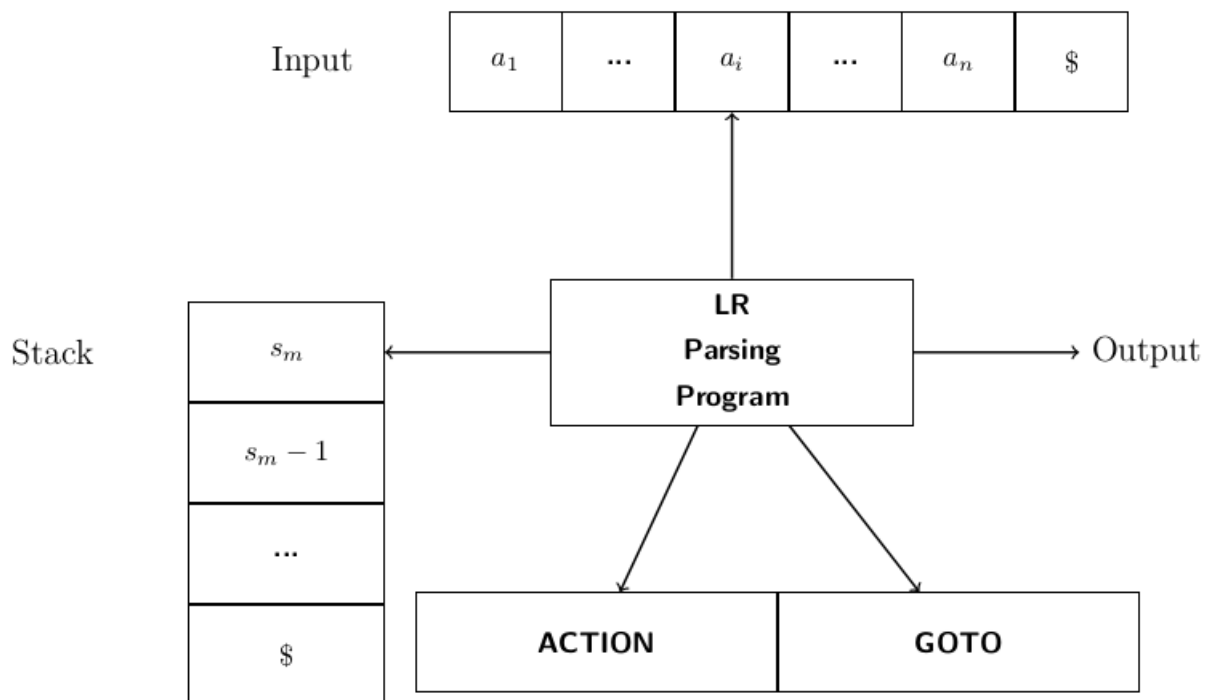 Input a₁ ... aᵢ ... aₙ $
LR
Parsing
Program
Stack
sₘ
Output
sₘ − 1
...
$
ACTION GOTO